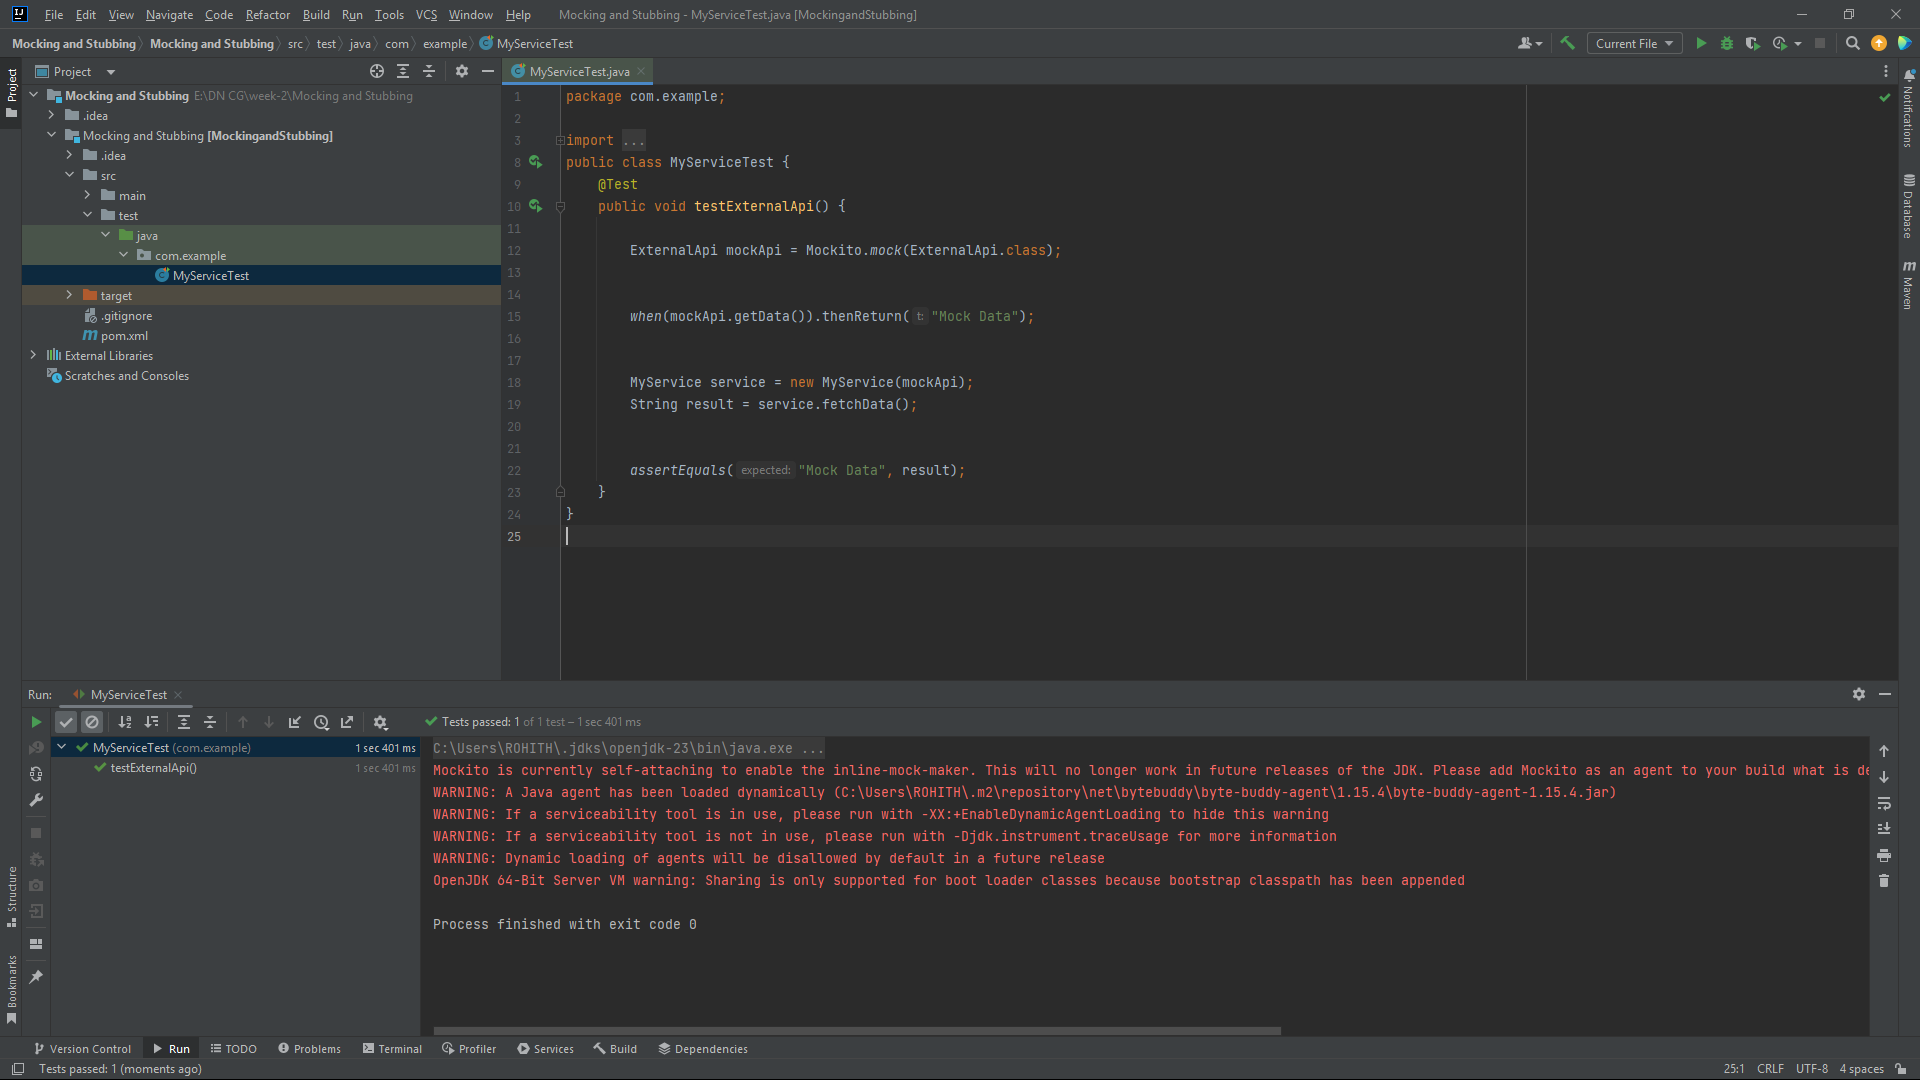 File Edit View Navigate Code Refactor Build Run Tools VCS Window Help Mocking and Stubbing - MyServiceTest.java [MockingandStubbing]
Mocking and Stubbing Mocking and Stubbing src test java com example MyServiceTest Current File
Project
Project
MyServiceTest.java
Mocking and Stubbing E:\DN CG\week-2\Mocking and Stubbing
.idea
Mocking and Stubbing [MockingandStubbing]
.idea
src
main
test
java
com.example
MyServiceTest
target
.gitignore
pom.xml
External Libraries
Scratches and Consoles
1 package com.example;
2
3 import ...
8 public class MyServiceTest {
9 @Test
10 public void testExternalApi() {
11
12 ExternalApi mockApi = Mockito.mock(ExternalApi.class);
13
14
15 when(mockApi.getData()).thenReturn( t: "Mock Data");
16
17
18 MyService service = new MyService(mockApi);
19 String result = service.fetchData();
20
21
22 assertEquals( expected: "Mock Data", result);
23 }
24 }
25
Notifications
Database
m Maven
Run: MyServiceTest
Tests passed: 1 of 1 test – 1 sec 401 ms
MyServiceTest (com.example) 1 sec 401 ms
testExternalApi() 1 sec 401 ms
C:\Users\ROHITH\.jdks\openjdk-23\bin\java.exe ...
Mockito is currently self-attaching to enable the inline-mock-maker. This will no longer work in future releases of the JDK. Please add Mockito as an agent to your build what is de
WARNING: A Java agent has been loaded dynamically (C:\Users\ROHITH\.m2\repository\net\bytebuddy\byte-buddy-agent\1.15.4\byte-buddy-agent-1.15.4.jar)
WARNING: If a serviceability tool is in use, please run with -XX:+EnableDynamicAgentLoading to hide this warning
WARNING: If a serviceability tool is not in use, please run with -Djdk.instrument.traceUsage for more information
WARNING: Dynamic loading of agents will be disallowed by default in a future release
OpenJDK 64-Bit Server VM warning: Sharing is only supported for boot loader classes because bootstrap classpath has been appended
Process finished with exit code 0
Structure
Bookmarks
Version Control Run TODO Problems Terminal Profiler Services Build Dependencies
Tests passed: 1 (moments ago) 25:1 CRLF UTF-8 4 spaces